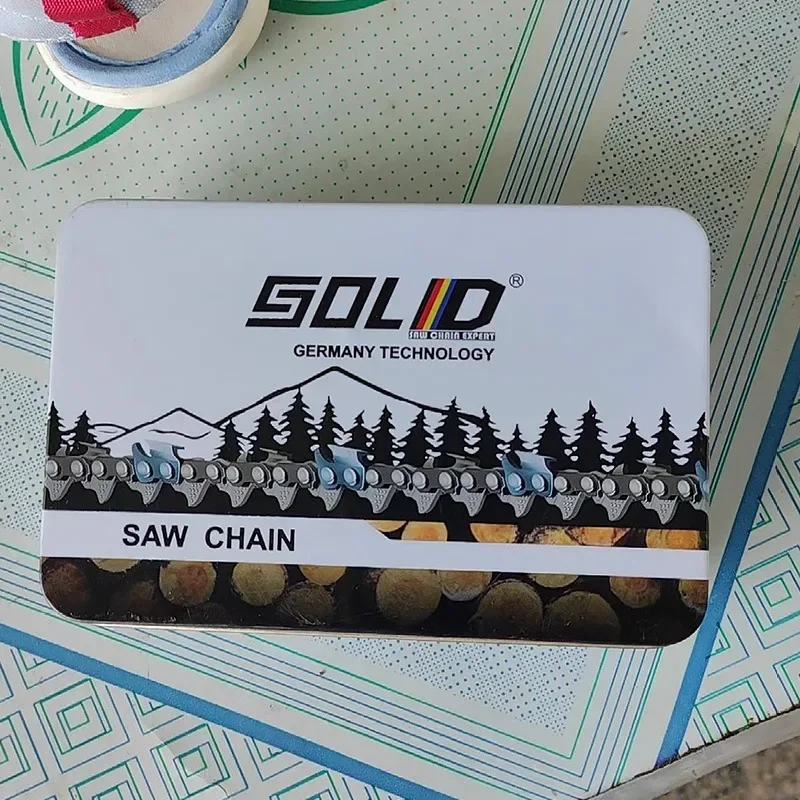 SOLID®
SAW CHAIN EXPERT
GERMANY TECHNOLOGY
SAW CHAIN